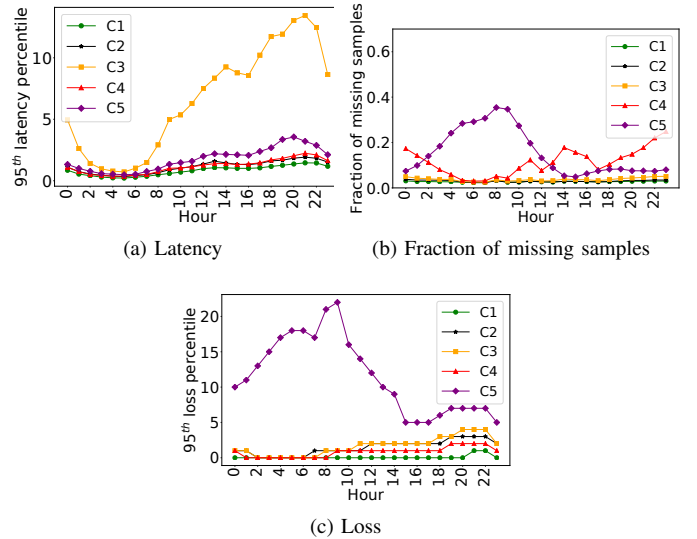 95th latency percentile
10
5
0
C1
C2
C3
C4
C5
0 2 4 6 8 10 12 14 16 18 20 22
Hour
(a) Latency
Fraction of missing samples
0.6
0.4
0.2
0.0
C1
C2
C3
C4
C5
0 2 4 6 8 10 12 14 16 18 20 22
Hour
(b) Fraction of missing samples
95th loss percentile
20
15
10
5
0
C1
C2
C3
C4
C5
0 2 4 6 8 10 12 14 16 18 20 22
Hour
(c) Loss